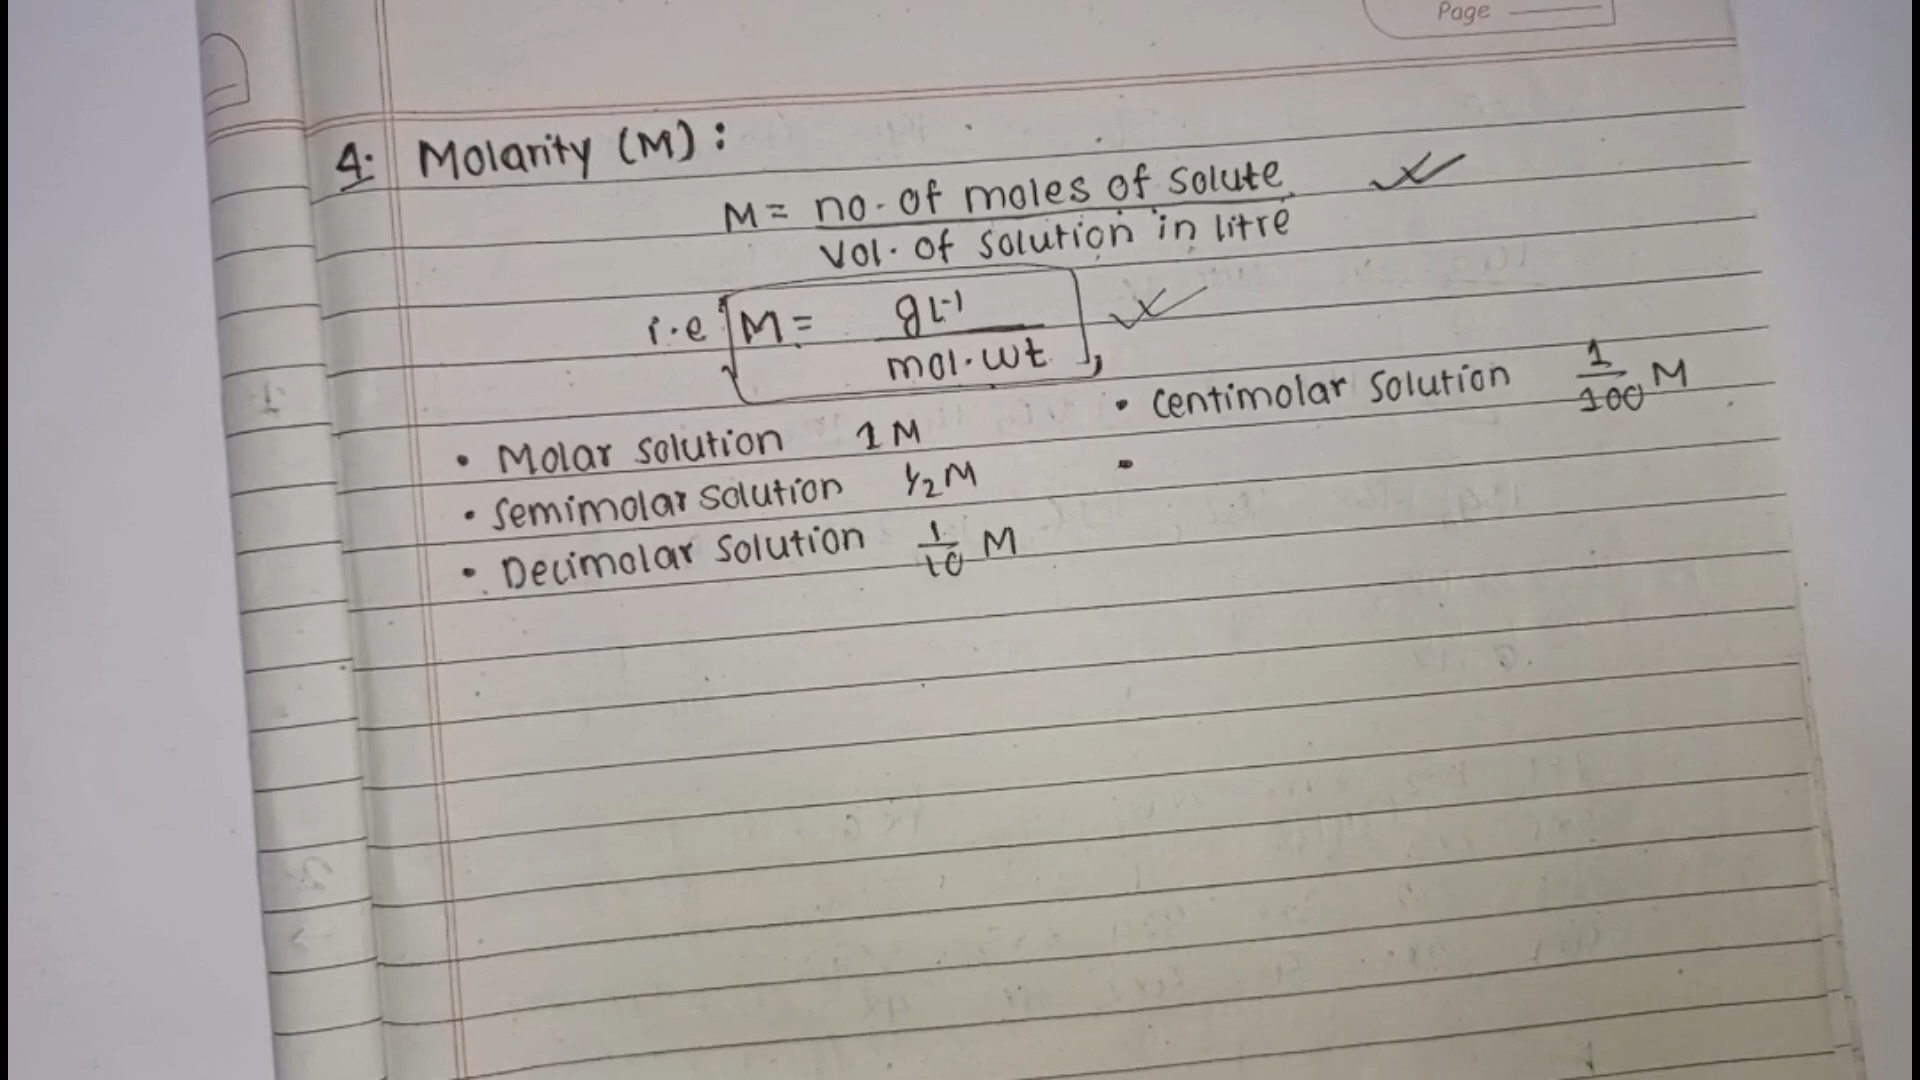 Page
4. Molarity (M) :
M = no. of moles of solute
vol. of solution in litre
i.e M = gL-1
mol. wt
• Molar solution 1 M
• Semimolar solution 1/2 M
• Decimolar solution 1/10 M
• Centimolar solution 1/100 M
•